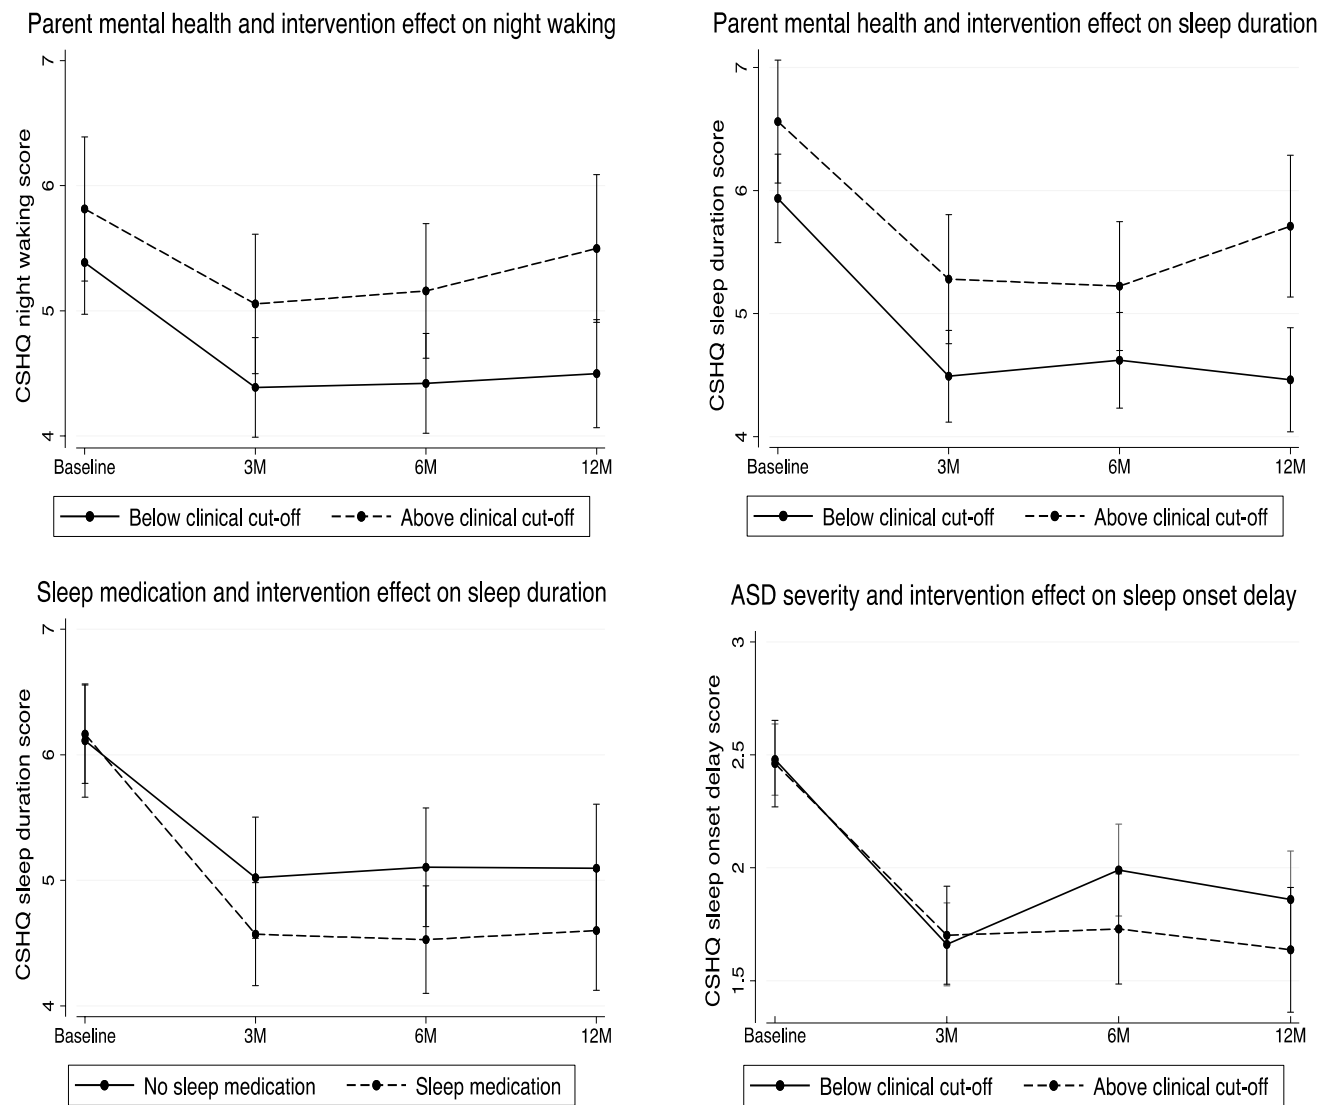 Parent mental health and intervention effect on night waking
CSHQ night waking score
7
6
5
4
Baseline 3M 6M 12M
Below clinical cut-off Above clinical cut-off
Parent mental health and intervention effect on sleep duration
CSHQ sleep duration score
7
6
5
4
Baseline 3M 6M 12M
Below clinical cut-off Above clinical cut-off
Sleep medication and intervention effect on sleep duration
CSHQ sleep duration score
7
6
5
4
Baseline 3M 6M 12M
No sleep medication Sleep medication
ASD severity and intervention effect on sleep onset delay
CSHQ sleep onset delay score
3
2.5
2
1.5
Baseline 3M 6M 12M
Below clinical cut-off Above clinical cut-off